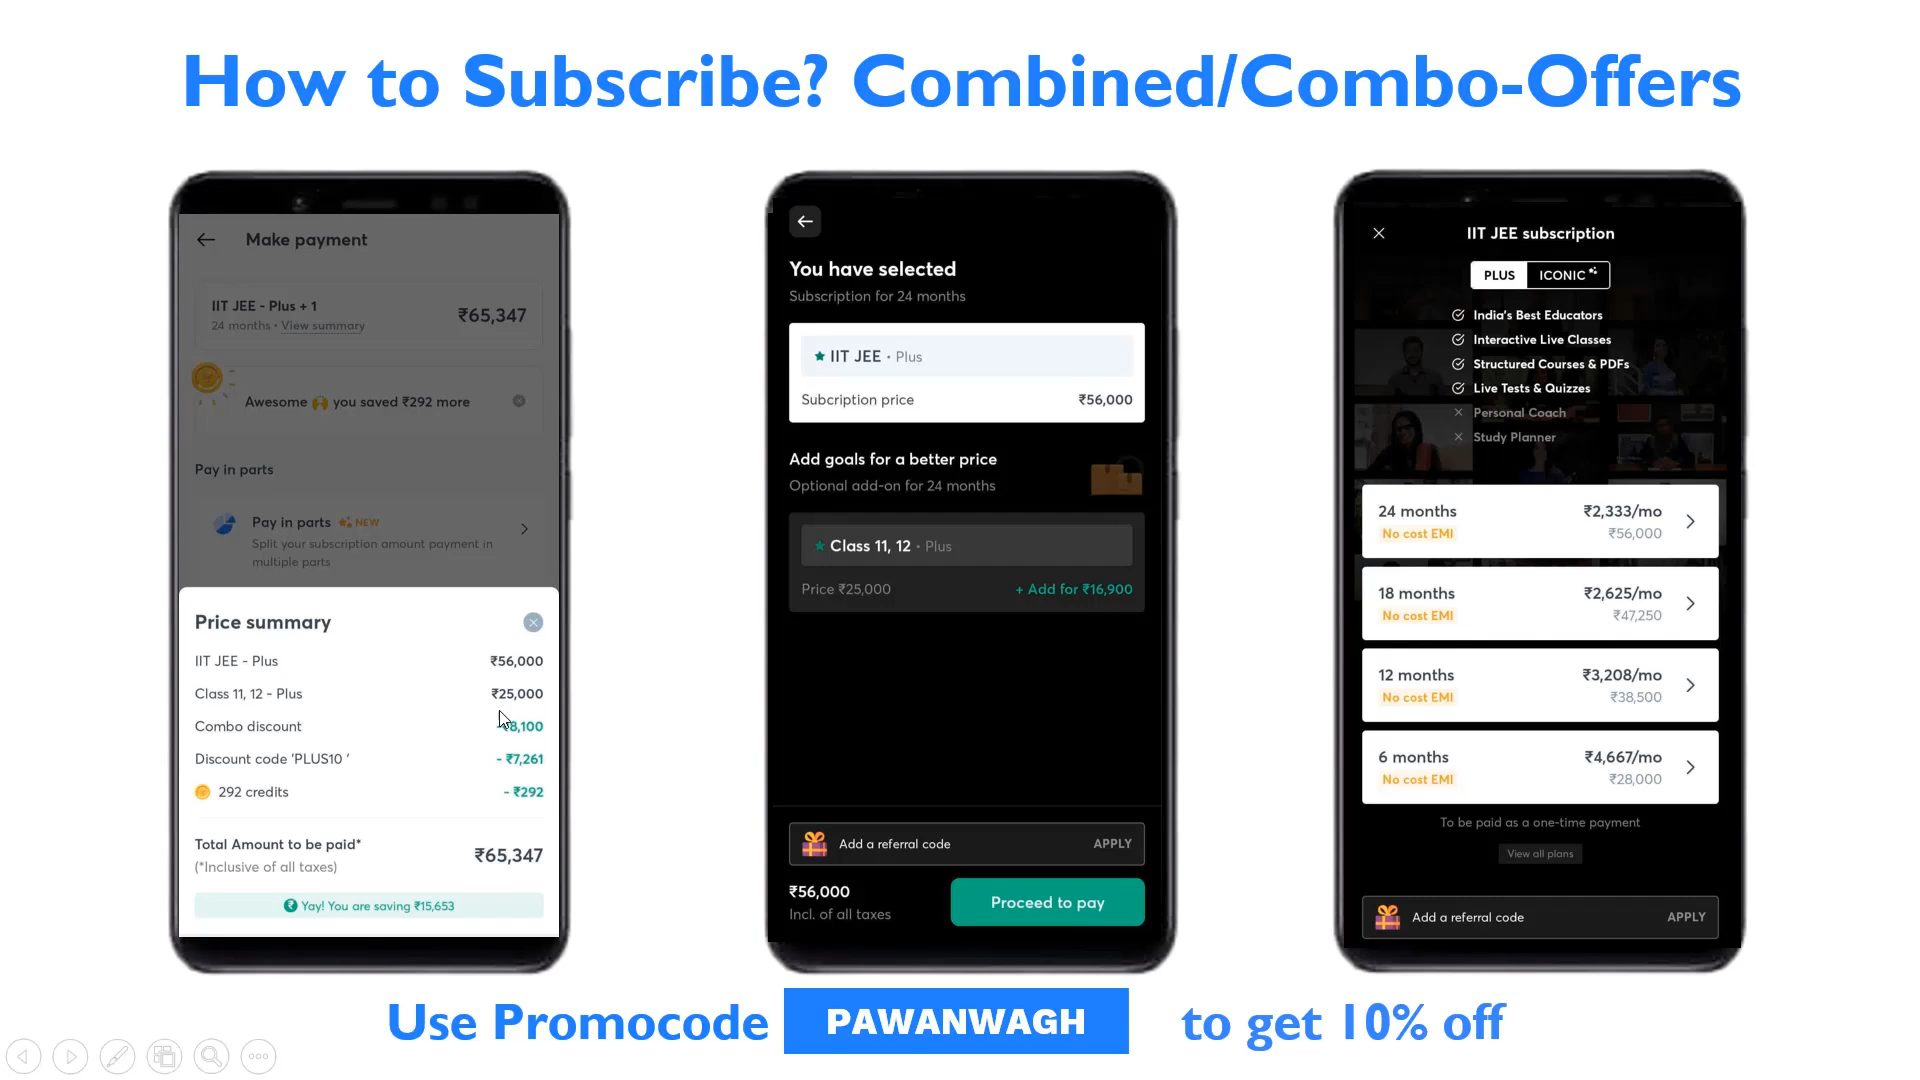 How to Subscribe? Combined/Combo-Offers
Make payment
IIT JEE - Plus + 1
24 months • View summary
₹65,347
Awesome 🙌 you saved ₹292 more
Pay in parts
Pay in parts NEW
Split your subscription amount payment in
multiple parts
Price summary
IIT JEE - Plus ₹56,000
Class 11, 12 - Plus ₹25,000
Combo discount - ₹8,100
Discount code 'PLUS10 ' - ₹7,261
292 credits - ₹292
Total Amount to be paid*
(*Inclusive of all taxes)
₹65,347
Yay! You are saving ₹15,653
You have selected
Subscription for 24 months
IIT JEE • Plus
Subcription price ₹56,000
Add goals for a better price
Optional add-on for 24 months
Class 11, 12 • Plus
Price ₹25,000 + Add for ₹16,900
Add a referral code APPLY
₹56,000
Incl. of all taxes
Proceed to pay
IIT JEE subscription
PLUS ICONIC
India's Best Educators
Interactive Live Classes
Structured Courses & PDFs
Live Tests & Quizzes
Personal Coach
Study Planner
24 months ₹2,333/mo
No cost EMI ₹56,000
18 months ₹2,625/mo
No cost EMI ₹47,250
12 months ₹3,208/mo
No cost EMI ₹38,500
6 months ₹4,667/mo
No cost EMI ₹28,000
To be paid as a one-time payment
View all plans
Add a referral code APPLY
Use Promocode PAWANWAGH to get 10% off